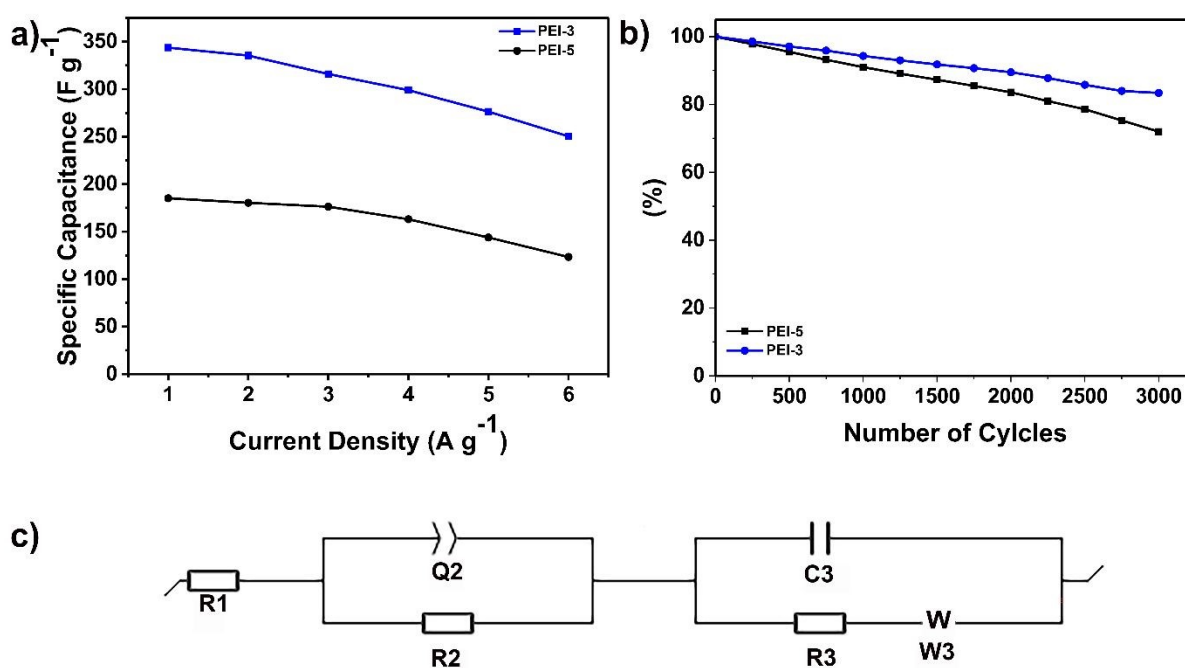 a)
Specific Capacitance (F g⁻¹)
350
300
250
200
150
100
50
0
1 2 3 4 5 6
Current Density (A g⁻¹)
PEI-3
PEI-5
b)
(%)
100
80
60
40
20
0
0 500 1000 1500 2000 2500 3000
Number of Cylcles
PEI-5
PEI-3
c)
R1
Q2
R2
C3
R3
W
W3